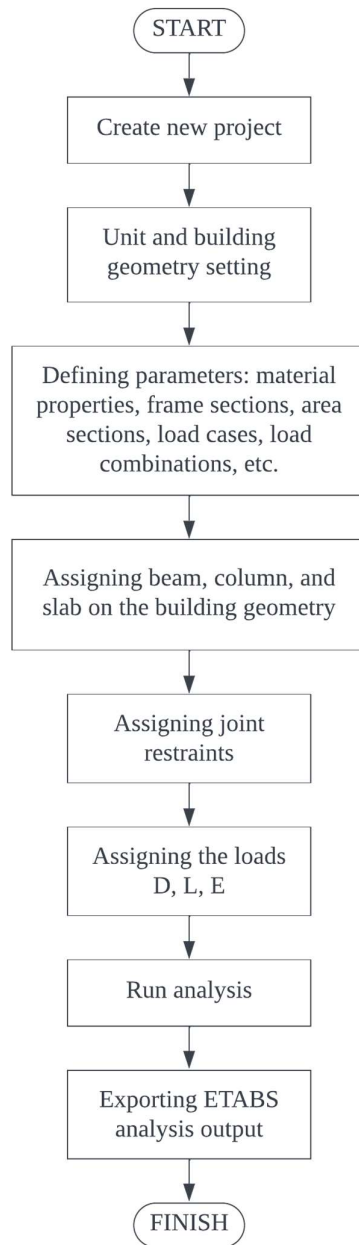 START
Create new project
Unit and building
geometry setting
Defining parameters: material
properties, frame sections, area
sections, load cases, load
combinations, etc.
Assigning beam, column, and
slab on the building geometry
Assigning joint
restraints
Assigning the loads
D, L, E
Run analysis
Exporting ETABS
analysis output
FINISH